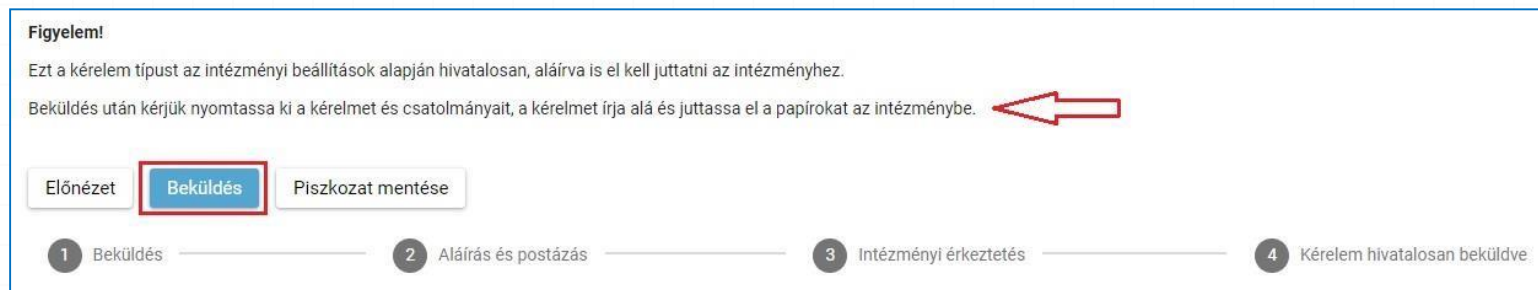 Figyelem!
Ezt a kérelem típust az intézményi beállítások alapján hivatalosan, aláírva is el kell juttatni az intézményhez.
Beküldés után kérjük nyomtassa ki a kérelmet és csatolmányait, a kérelmet írja alá és juttassa el a papírokat az intézménybe.
Előnézet Beküldés Piszkozat mentése
1 Beküldés 2 Aláírás és postázás 3 Intézményi érkeztetés 4 Kérelem hivatalosan beküldve